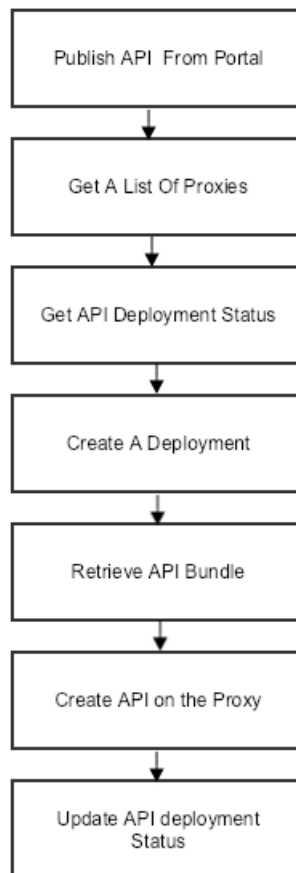 Publish API From Portal
Get A List Of Proxies
Get API Deployment Status
Create A Deployment
Retrieve API Bundle
Create API on the Proxy
Update API deployment
Status